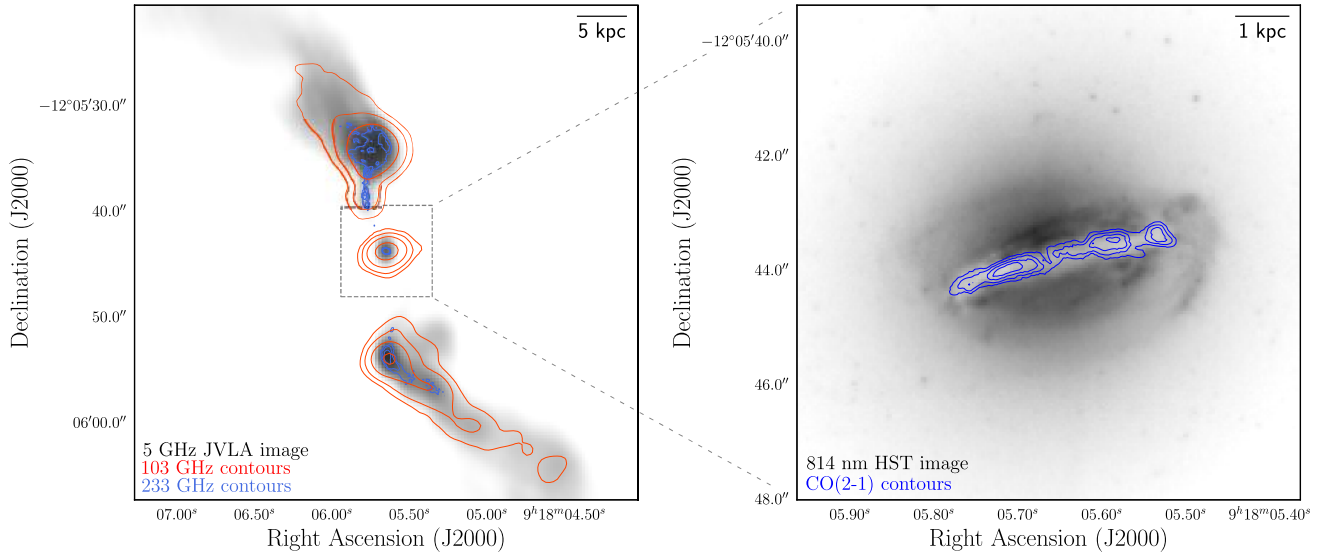 5 kpc
−12°05′30.0″
40.0″
50.0″
06′00.0″
Declination (J2000)
5 GHz JVLA image
103 GHz contours
233 GHz contours
07.00ˢ 06.50ˢ 06.00ˢ 05.50ˢ 05.00ˢ 9ʰ18ᵐ04.50ˢ
Right Ascension (J2000)
1 kpc
−12°05′40.0″
42.0″
44.0″
46.0″
48.0″
Declination (J2000)
814 nm HST image
CO(2-1) contours
05.90ˢ 05.80ˢ 05.70ˢ 05.60ˢ 05.50ˢ 9ʰ18ᵐ05.40ˢ
Right Ascension (J2000)